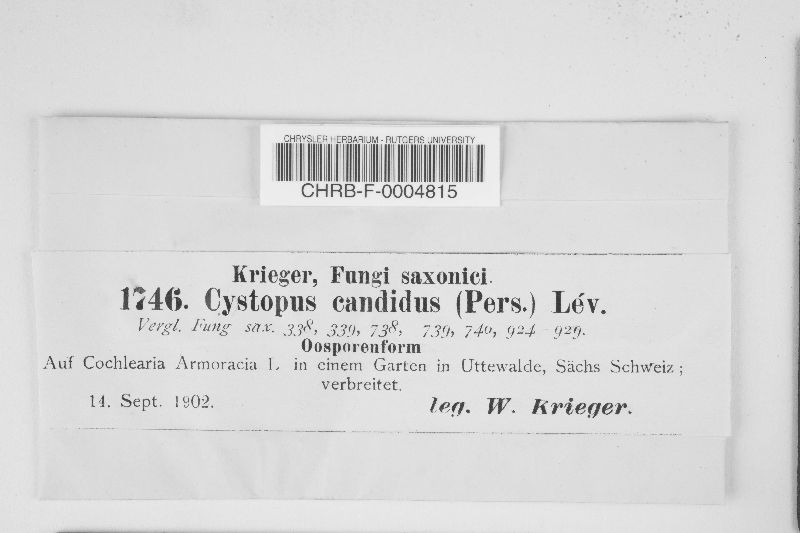 CHRYSLER HERBARIUM - RUTGERS UNIVERSITY
CHRB-F-0004815
Krieger, Fungi saxonici.
1746. Cystopus candidus (Pers.) Lév.
Vergl. Fung sax. 338, 339, 738, 739, 740, 924-929.
Oosporenform
Auf Cochlearia Armoracia L in einem Garten in Uttewalde, Sächs Schweiz;
verbreitet.
14. Sept. 1902.
leg. W. Krieger.